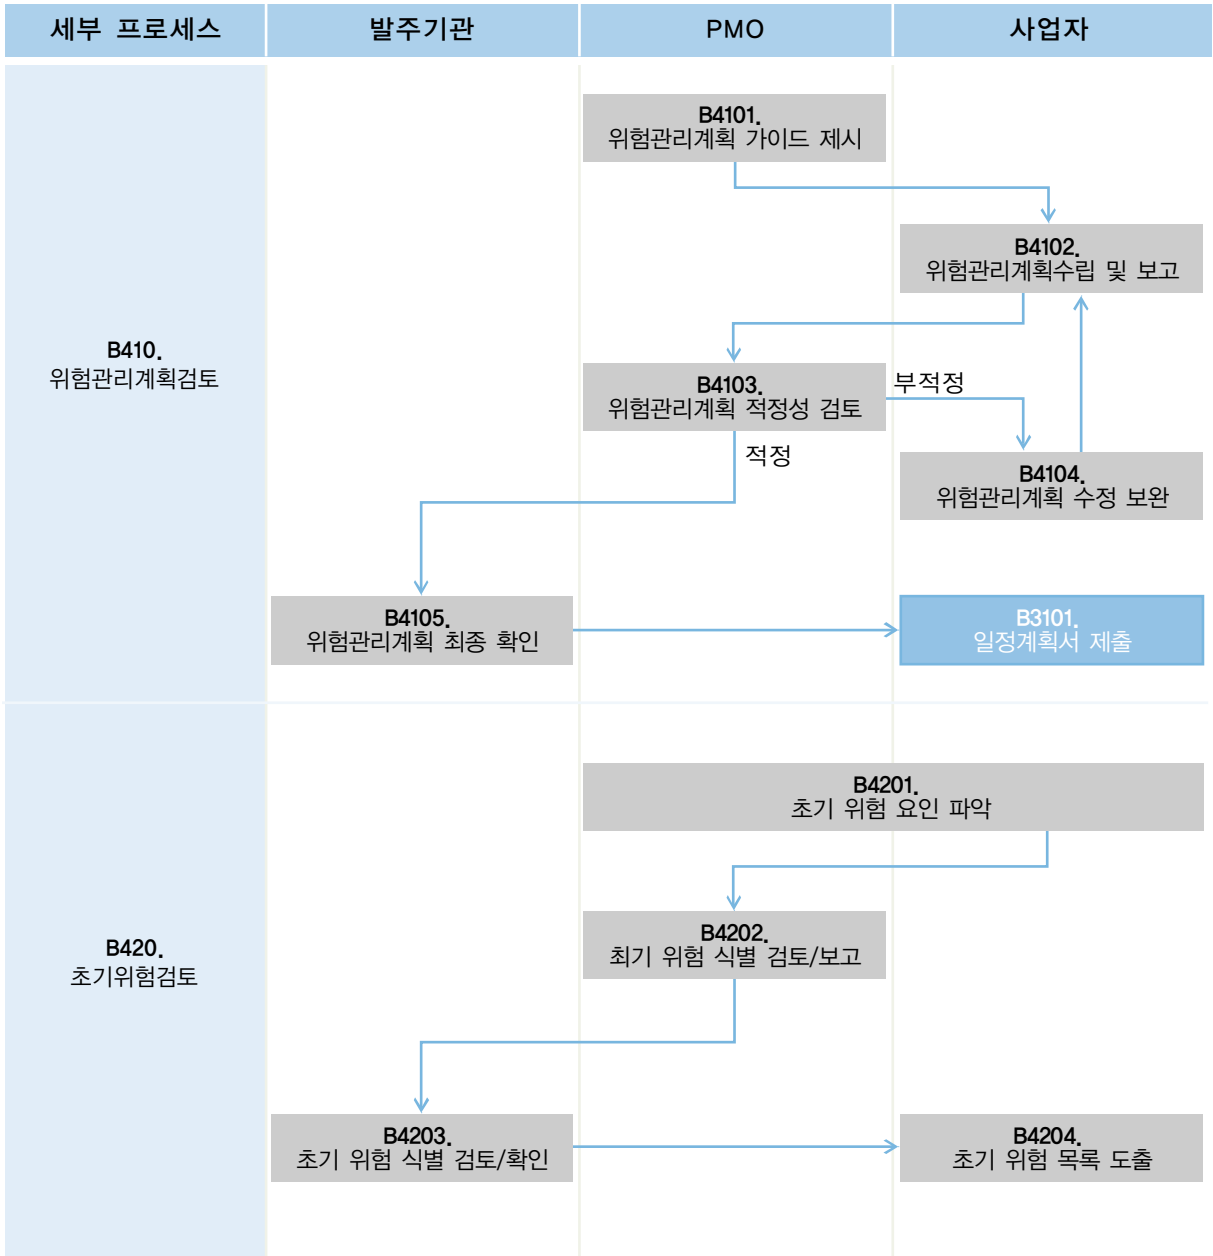 세부 프로세스
발주기관
PMO
사업자
B410.
위험관리계획검토
B4101.
위험관리계획 가이드 제시
B4102.
위험관리계획수립 및 보고
B4103.
위험관리계획 적정성 검토
부적정
적정
B4104.
위험관리계획 수정 보완
B4105.
위험관리계획 최종 확인
B3101.
일정계획서 제출
B420.
초기위험검토
B4201.
초기 위험 요인 파악
B4202.
최기 위험 식별 검토/보고
B4203.
초기 위험 식별 검토/확인
B4204.
초기 위험 목록 도출